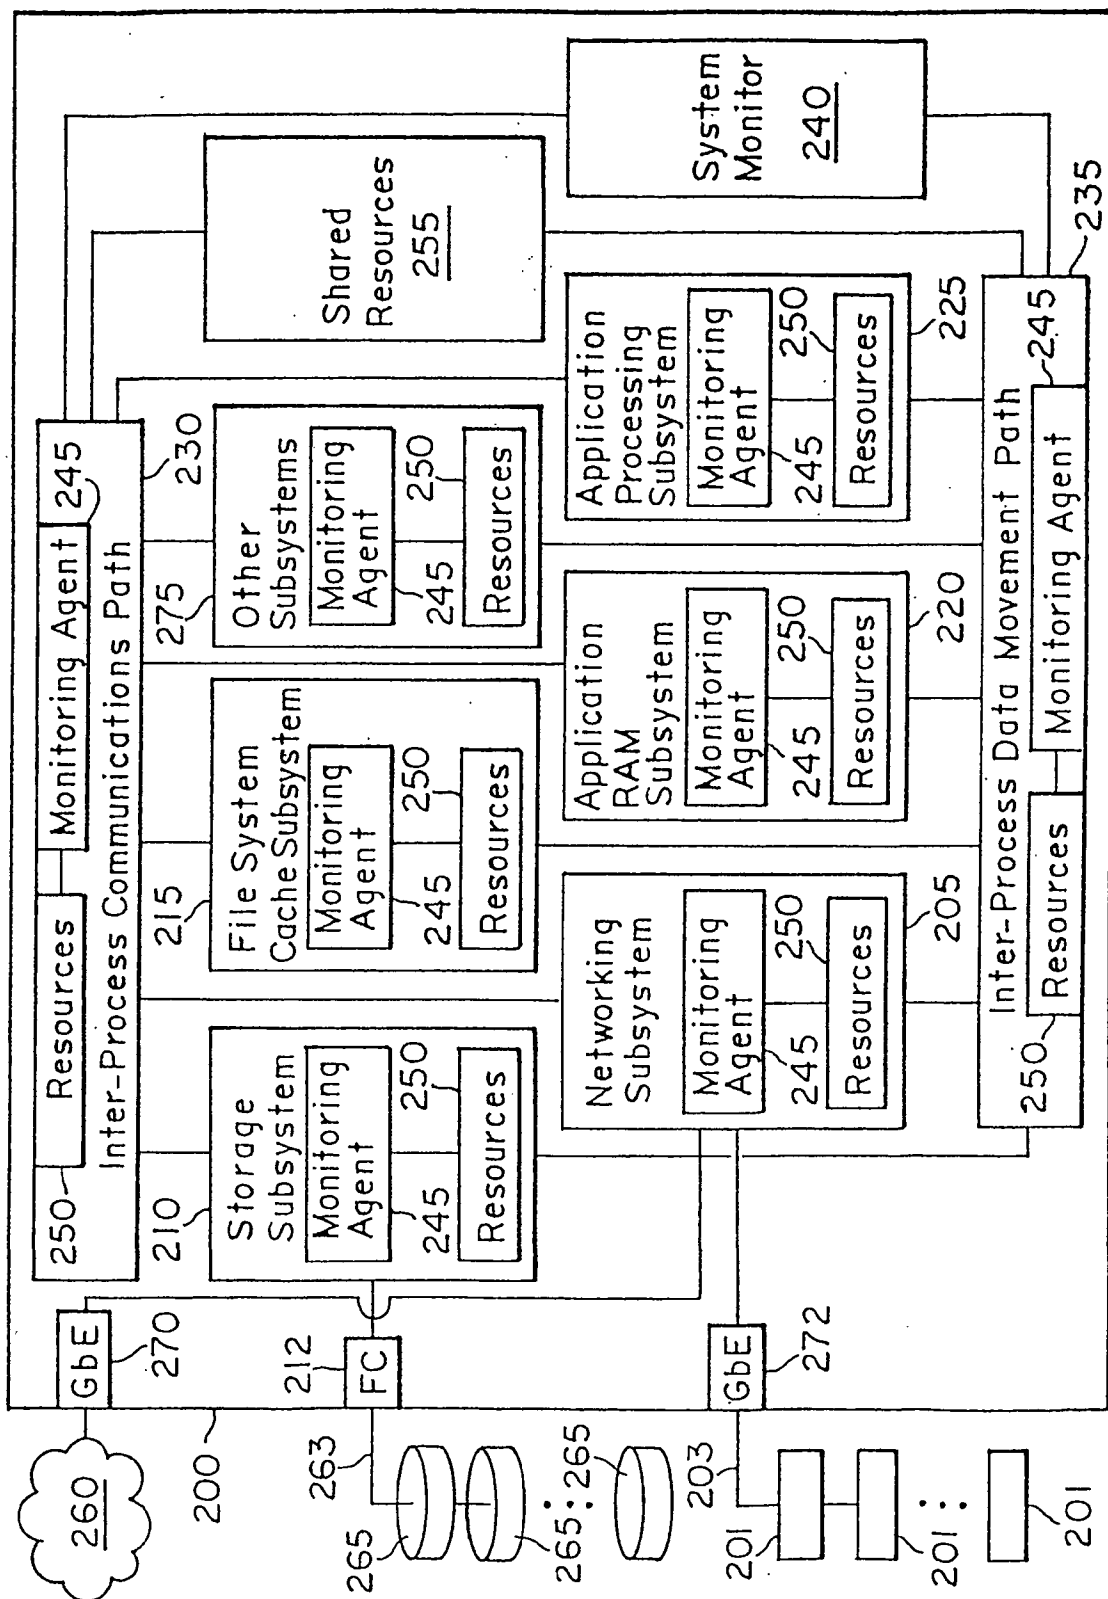 260
GbE
270
200
263
FC
212
265
265
265
GbE
272
203
201
201
201
250
Resources
Monitoring Agent
245
Inter-Process Communications Path
230
210
Storage
Subsystem
Monitoring
Agent
245
250
Resources
215
File System
Cache Subsystem
Monitoring
Agent
245
250
Resources
275
Other
Subsystems
Monitoring
Agent
245
250
Resources
Shared
Resources
255
Networking
Subsystem
Monitoring
Agent
245
250
Resources
205
Application
RAM
Subsystem
Monitoring
Agent
245
250
Resources
220
Application
Processing
Subsystem
Monitoring
Agent
245
250
Resources
225
System
Monitor
240
Inter-Process Data Movement Path
235
250
Resources
Monitoring Agent
245